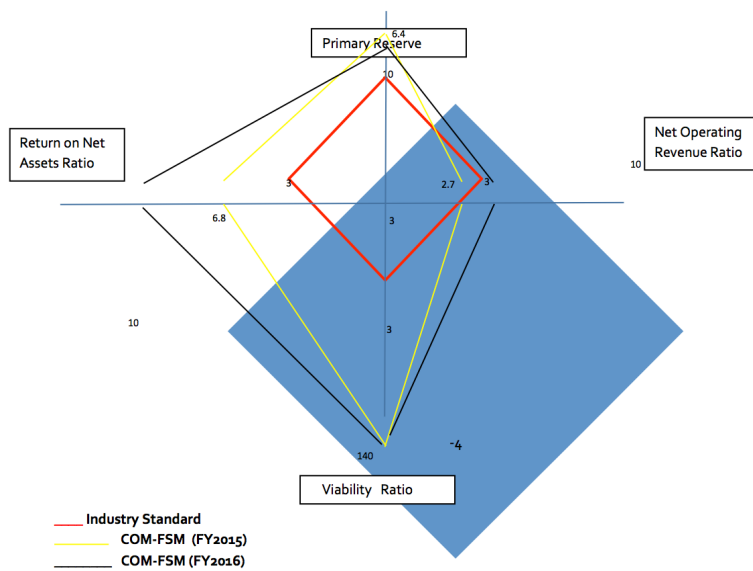 6.4
Primary Reserve
10
Return on Net
Assets Ratio
Net Operating
Revenue Ratio
10
3
2.7
3
6.8
3
10
3
-4
140
Viability Ratio
Industry Standard
COM-FSM (FY2015)
COM-FSM (FY2016)